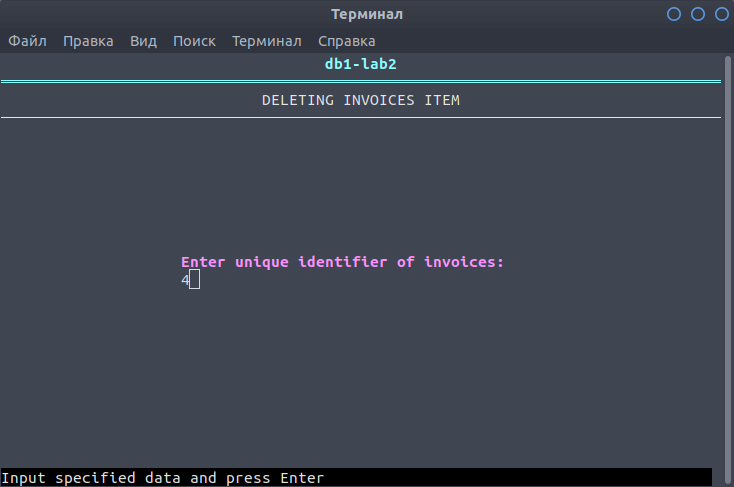 Терминал
Файл Правка Вид Поиск Терминал Справка
db1-lab2
DELETING INVOICES ITEM
Enter unique identifier of invoices:
4
Input specified data and press Enter